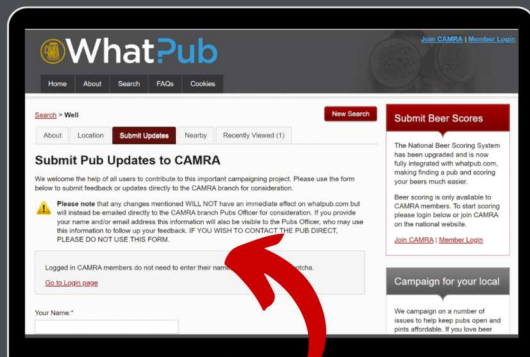 Join CAMRA | Member Login
WhatPub
Home About Search FAQs Cookies
Search > Well
New Search
About Location Submit Updates Nearby Recently Viewed (1)
Submit Pub Updates to CAMRA
We welcome the help of all users to contribute to this important campaigning project. Please use the form
below to submit feedback or updates directly to the CAMRA branch for consideration.
Please note that any changes mentioned WILL NOT have an immediate effect on whatpub.com but
will instead be emailed directly to the CAMRA branch Pubs Officer for consideration. If you provide
your name and/or email address this information will also be visible to the Pubs Officer, who may use
this information to follow up your feedback. IF YOU WISH TO CONTACT THE PUB DIRECT,
PLEASE DO NOT USE THIS FORM.
Logged in CAMRA members do not need to enter their name captcha.
Go to Login page
Your Name:*
Submit Beer Scores
The National Beer Scoring System
has been upgraded and is now
fully integrated with whatpub.com,
making finding a pub and scoring
your beers much easier.
Beer scoring is only available to
CAMRA members. To start scoring
please login below or join CAMRA
on the national website.
Join CAMRA | Member Login
Campaign for your local
We campaign on a number of
issues to help keep pubs open and
pints affordable. If you love beer